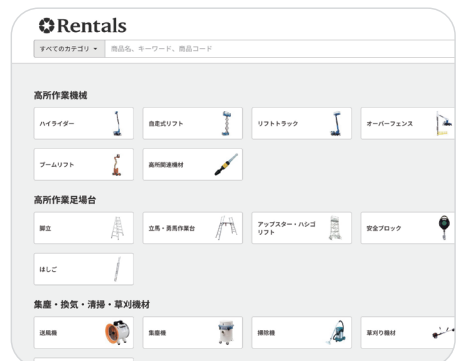 Rentals
すべてのカテゴリ
商品名、キーワード、商品コード
高所作業機械
ハイライダー
自走式リフト
リフトトラック
オーバーフェンス
ブームリフト
高所関連機材
高所作業足場台
脚立
立馬・勇馬作業台
アップスター・ハシゴ
リフト
安全ブロック
はしご
集塵・換気・清掃・草刈機材
送風機
集塵機
掃除機
草刈り機材